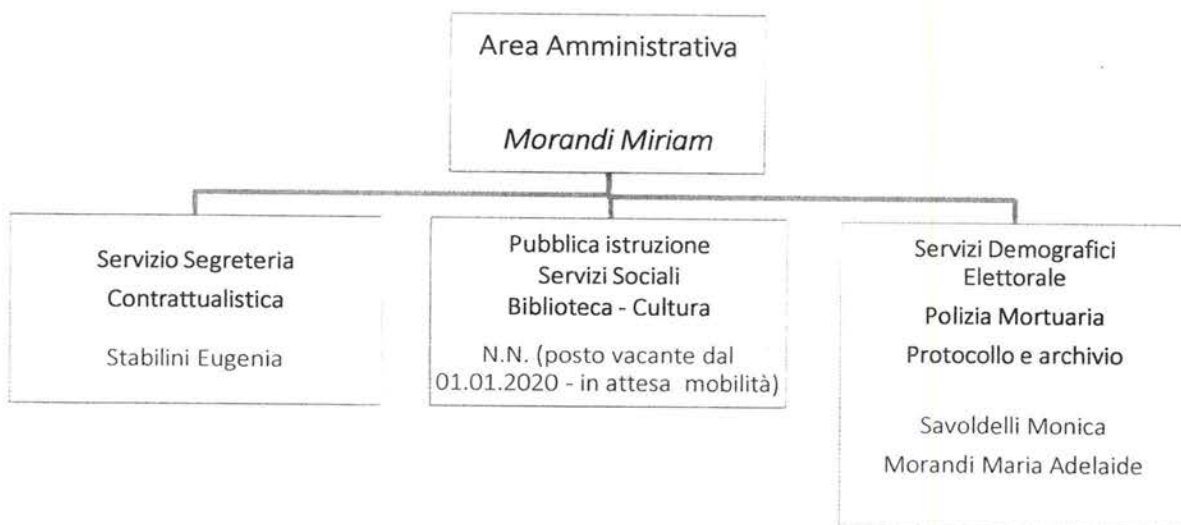 Area Amministrativa
Morandi Miriam
Servizio Segreteria
Contrattualistica
Stabilini Eugenia
Pubblica istruzione
Servizi Sociali
Biblioteca - Cultura
N.N. (posto vacante dal
01.01.2020 - in attesa mobilità)
Servizi Demografici
Elettorale
Polizia Mortuaria
Protocollo e archivio
Savoldelli Monica
Morandi Maria Adelaide